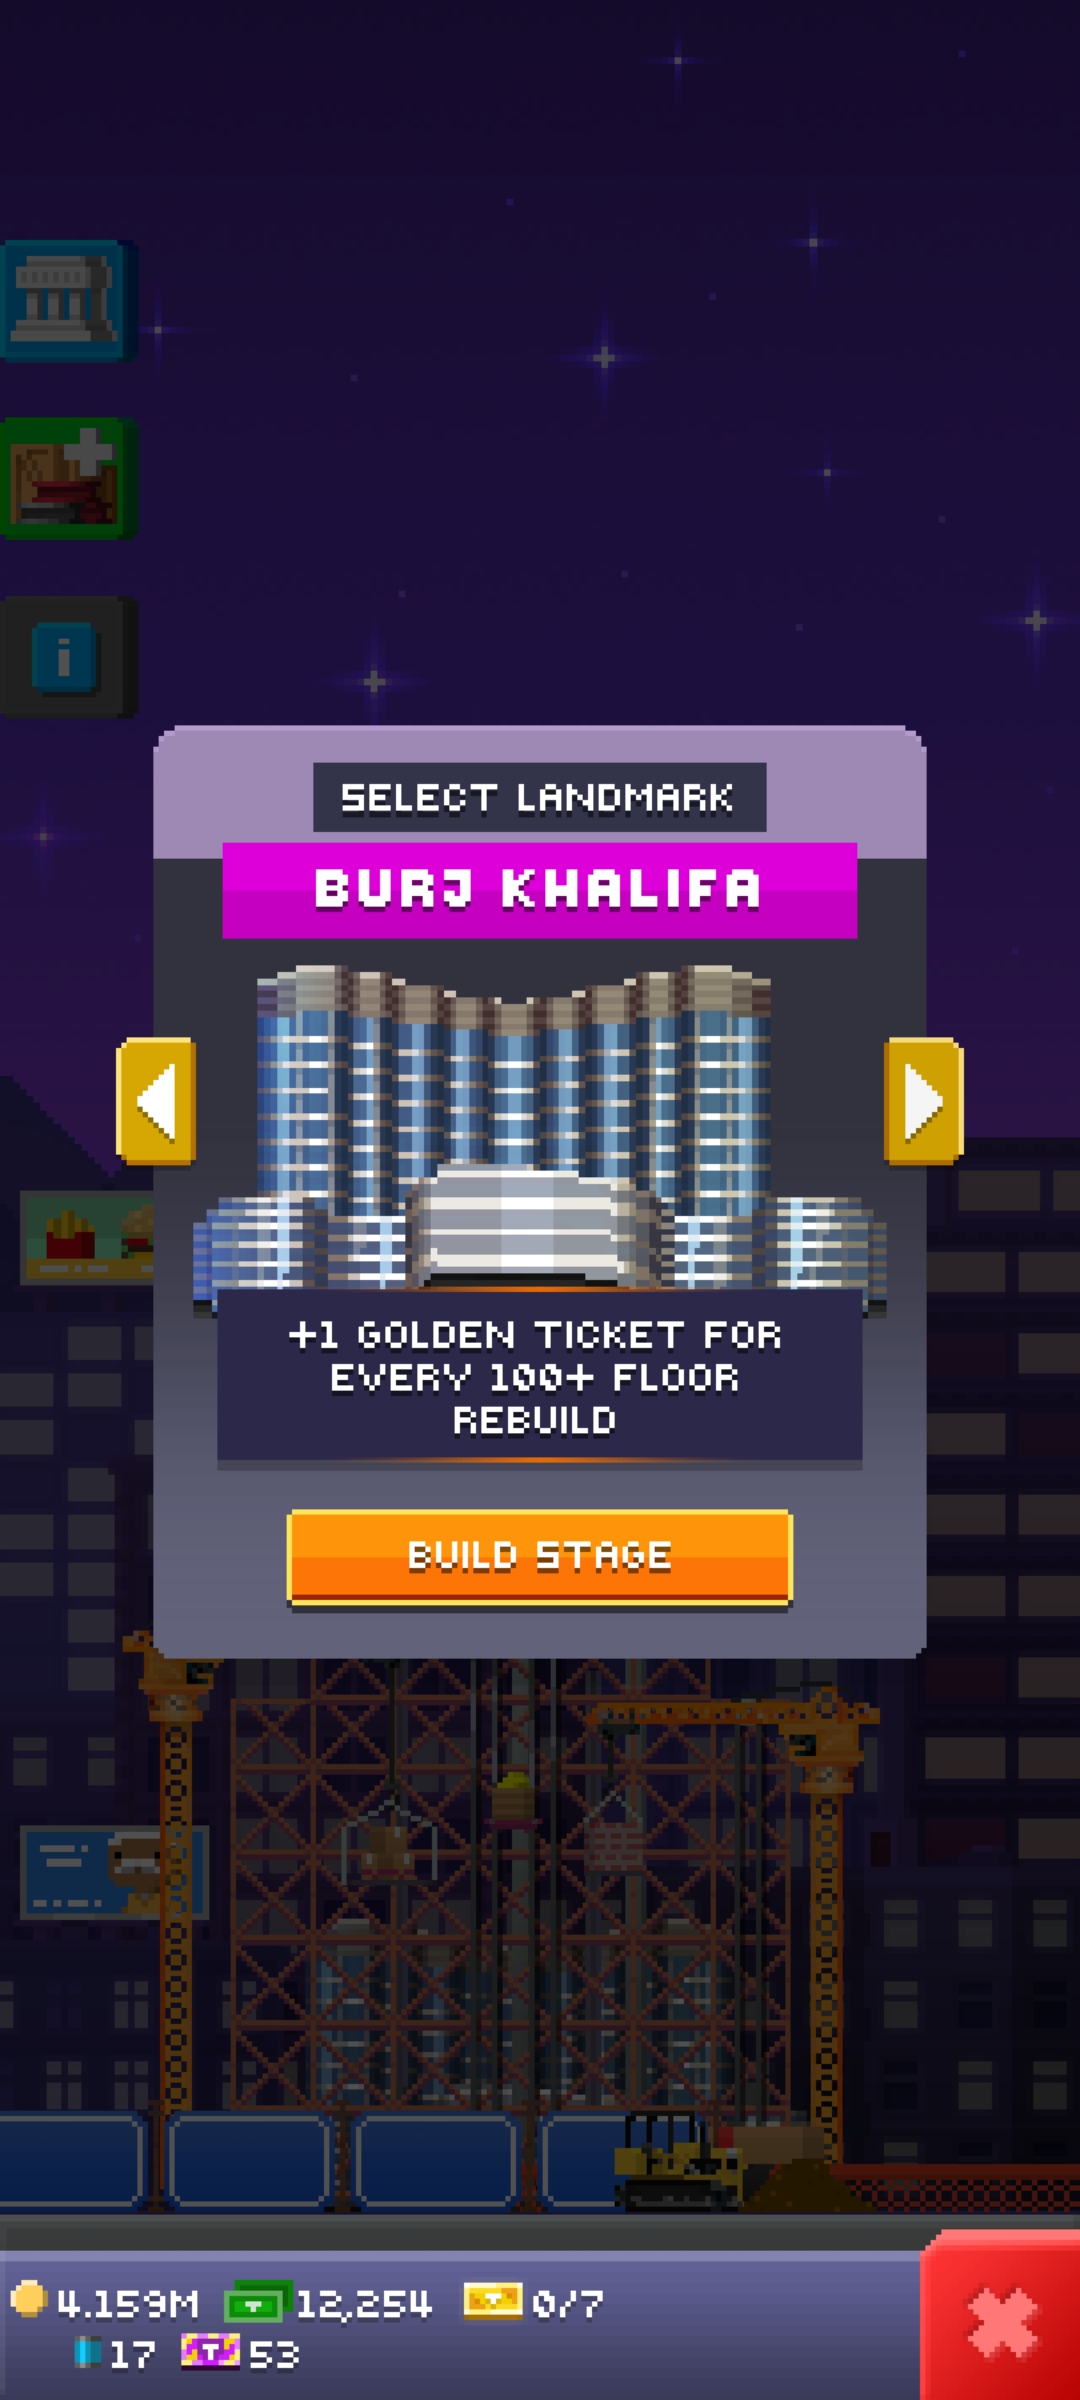 SELECT LANDMARK
BURJ KHALIFA
+1 GOLDEN TICKET FOR
EVERY 100+ FLOOR
REBUILD
BUILD STAGE
4.159M 12,254 0/7
17 53